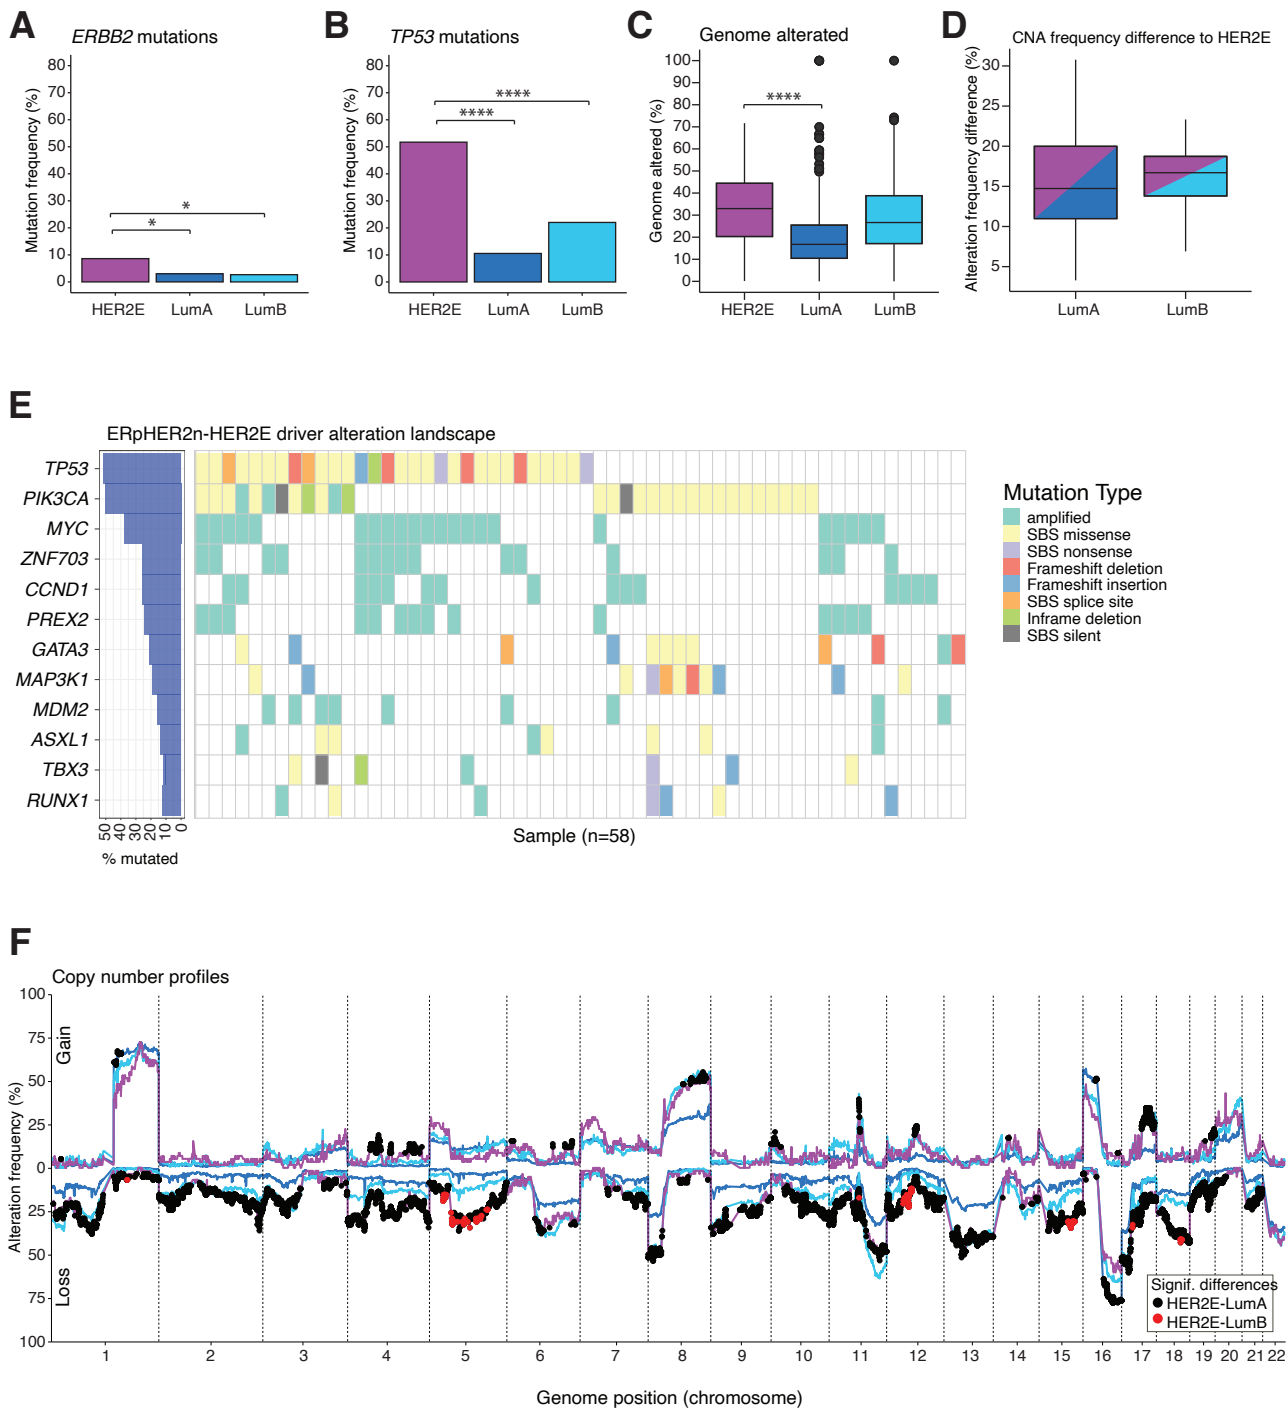 A
ERBB2 mutations
Mutation frequency (%)
80
70
60
50
40
30
20
10
0
*
*
HER2E
LumA
LumB
B
TP53 mutations
Mutation frequency (%)
80
70
60
50
40
30
20
10
0
****
****
HER2E
LumA
LumB
C
Genome alterated
Genome altered (%)
100
90
80
70
60
50
40
30
20
10
0
****
HER2E
LumA
LumB
D
CNA frequency difference to HER2E
Alteration frequency difference (%)
30
25
20
15
10
5
LumA
LumB
E
ERpHER2n-HER2E driver alteration landscape
TP53
PIK3CA
MYC
ZNF703
CCND1
PREX2
GATA3
MAP3K1
MDM2
ASXL1
TBX3
RUNX1
50
40
30
20
10
0
% mutated
Sample (n=58)
Mutation Type
amplified
SBS missense
SBS nonsense
Frameshift deletion
Frameshift insertion
SBS splice site
Inframe deletion
SBS silent
F
Copy number profiles
Alteration frequency (%)
100
75
50
25
0
25
50
75
100
Gain
Loss
Signif. differences
HER2E-LumA
HER2E-LumB
1 2 3 4 5 6 7 8 9 10 11 12 13 14 15 16 17 18 19 20 21 22
Genome position (chromosome)